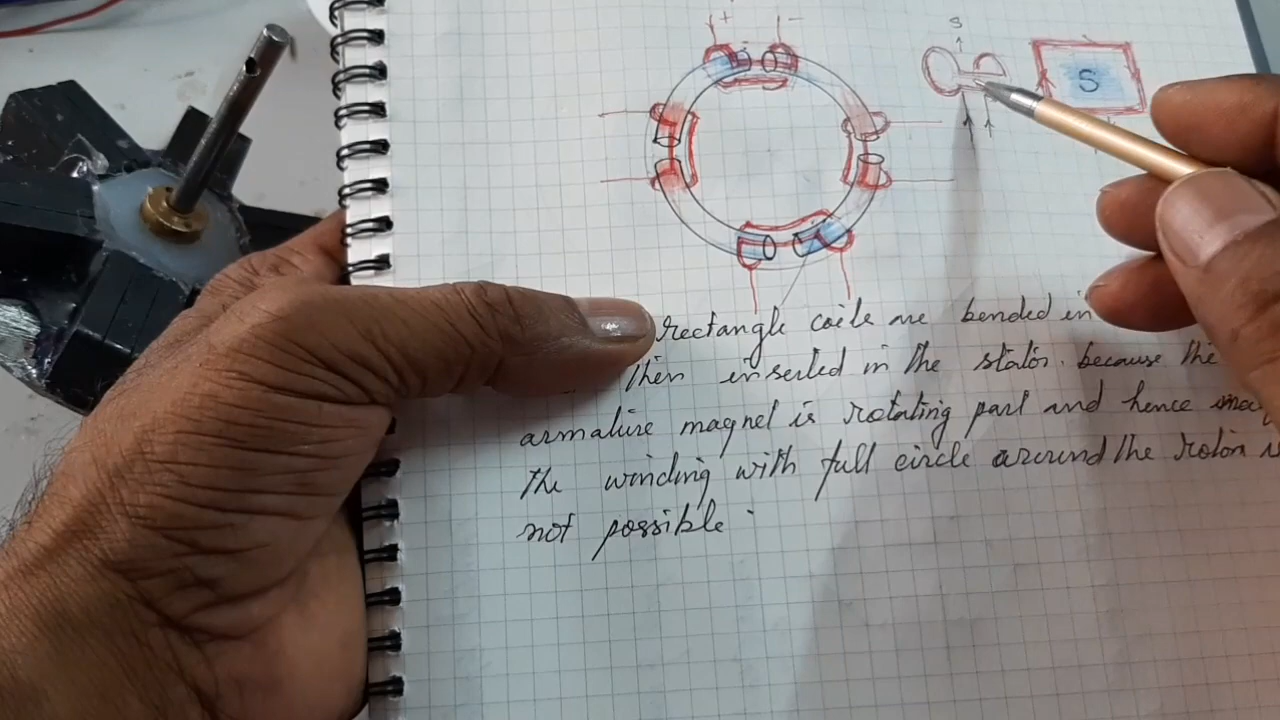 + -
S
S
rectangle coils are bended in
then inserted in the stator. because the
armature magnet is rotating part and hence
the winding with full circle around the rotor
not possible.